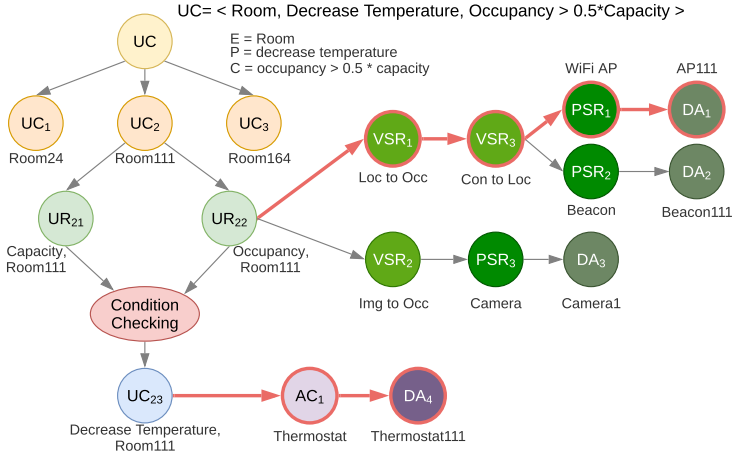 UC= < Room, Decrease Temperature, Occupancy > 0.5*Capacity >
UC
E = Room
P = decrease temperature
C = occupancy > 0.5 * capacity
WiFi AP
AP111
UC1
UC2
UC3
Room24
Room111
Room164
VSR1
VSR3
PSR1
DA1
Loc to Occ
Con to Loc
PSR2
DA2
Beacon
Beacon111
UR21
UR22
Capacity,
Room111
Occupancy,
Room111
VSR2
PSR3
DA3
Img to Occ
Camera
Camera1
Condition
Checking
UC23
AC1
DA4
Decrease Temperature,
Room111
Thermostat
Thermostat111